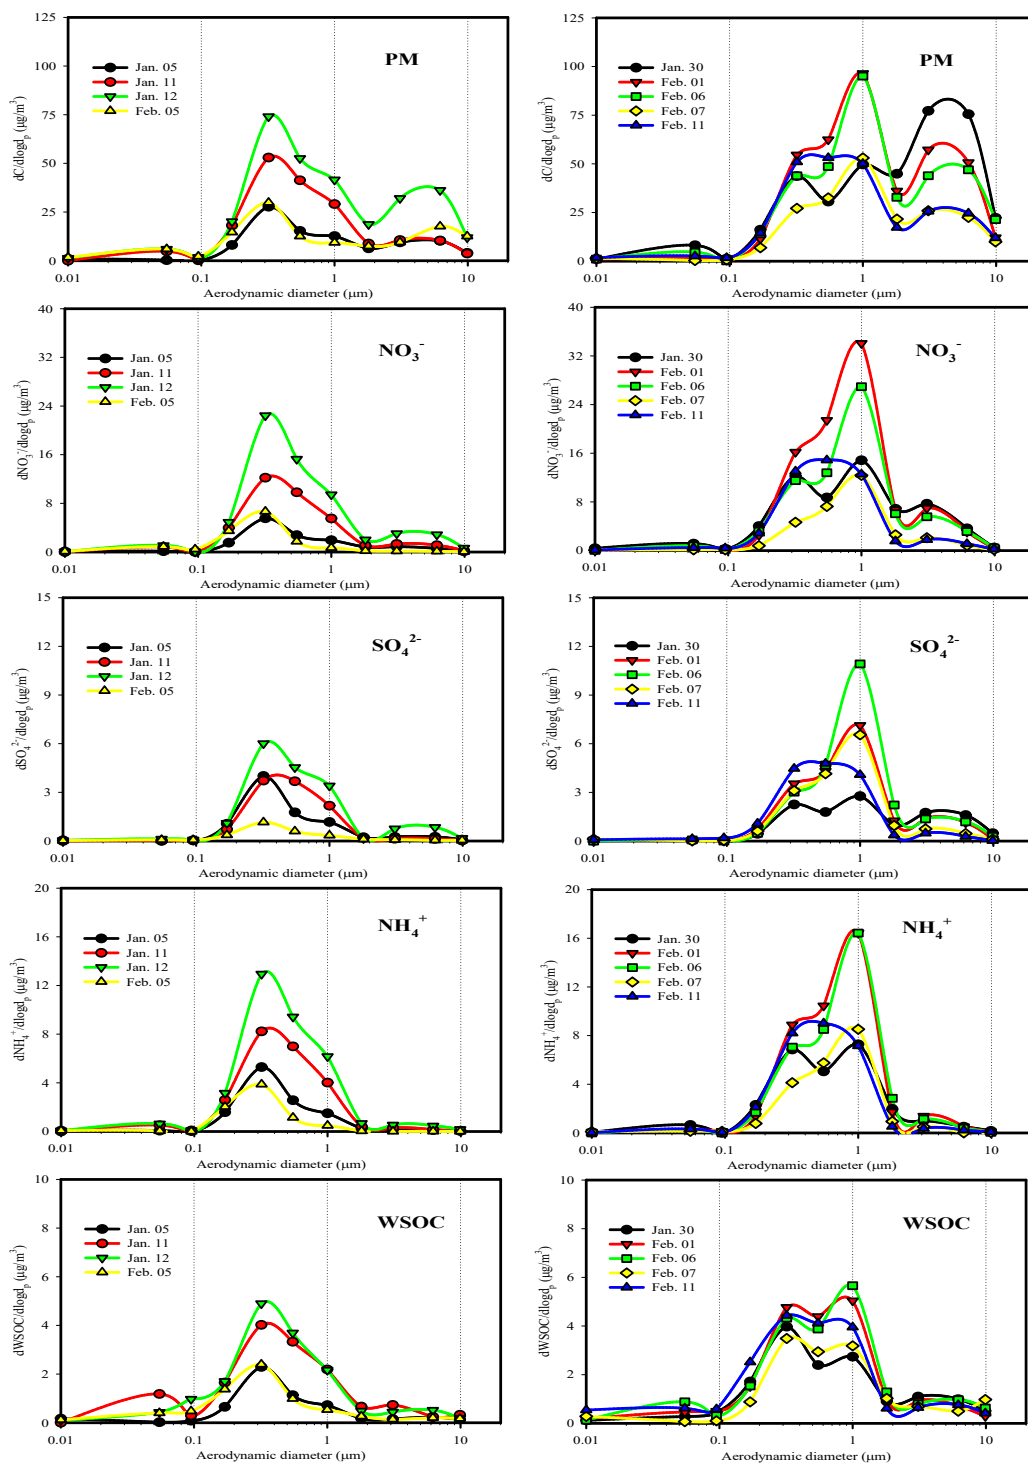 PM
Jan. 05
Jan. 11
Jan. 12
Feb. 05
125
100
75
50
25
0
dC/dlogd_p (μg/m³)
0.01 0.1 1 10
Aerodynamic diameter (μm)
PM
Jan. 30
Feb. 01
Feb. 06
Feb. 07
Feb. 11
125
100
75
50
25
0
dC/dlogd_p (μg/m³)
0.01 0.1 1 10
Aerodynamic diameter (μm)
NO₃⁻
Jan. 05
Jan. 11
Jan. 12
Feb. 05
40
32
24
16
8
0
dNO₃⁻/dlogd_p (μg/m³)
0.01 0.1 1 10
Aerodynamic diameter (μm)
NO₃⁻
Jan. 30
Feb. 01
Feb. 06
Feb. 07
Feb. 11
40
32
24
16
8
0
dNO₃⁻/dlogd_p (μg/m³)
0.01 0.1 1 10
Aerodynamic diameter (μm)
SO₄²⁻
Jan. 05
Jan. 11
Jan. 12
Feb. 05
15
12
9
6
3
0
dSO₄²⁻/dlogd_p (μg/m³)
0.01 0.1 1 10
Aerodynamic diameter (μm)
SO₄²⁻
Jan. 30
Feb. 01
Feb. 06
Feb. 07
Feb. 11
15
12
9
6
3
0
dSO₄²⁻/dlogd_p (μg/m³)
0.01 0.1 1 10
Aerodynamic diameter (μm)
NH₄⁺
Jan. 05
Jan. 11
Jan. 12
Feb. 05
20
16
12
8
4
0
dNH₄⁺/dlogd_p (μg/m³)
0.01 0.1 1 10
Aerodynamic diameter (μm)
NH₄⁺
Jan. 30
Feb. 01
Feb. 06
Feb. 07
Feb. 11
20
16
12
8
4
0
dNH₄⁺/dlogd_p (μg/m³)
0.01 0.1 1 10
Aerodynamic diameter (μm)
WSOC
Jan. 05
Jan. 11
Jan. 12
Feb. 05
10
8
6
4
2
0
dWSOC/dlogd_p (μg/m³)
0.01 0.1 1 10
Aerodynamic diameter (μm)
WSOC
Jan. 30
Feb. 01
Feb. 06
Feb. 07
Feb. 11
10
8
6
4
2
0
dWSOC/dlogd_p (μg/m³)
0.01 0.1 1 10
Aerodynamic diameter (μm)